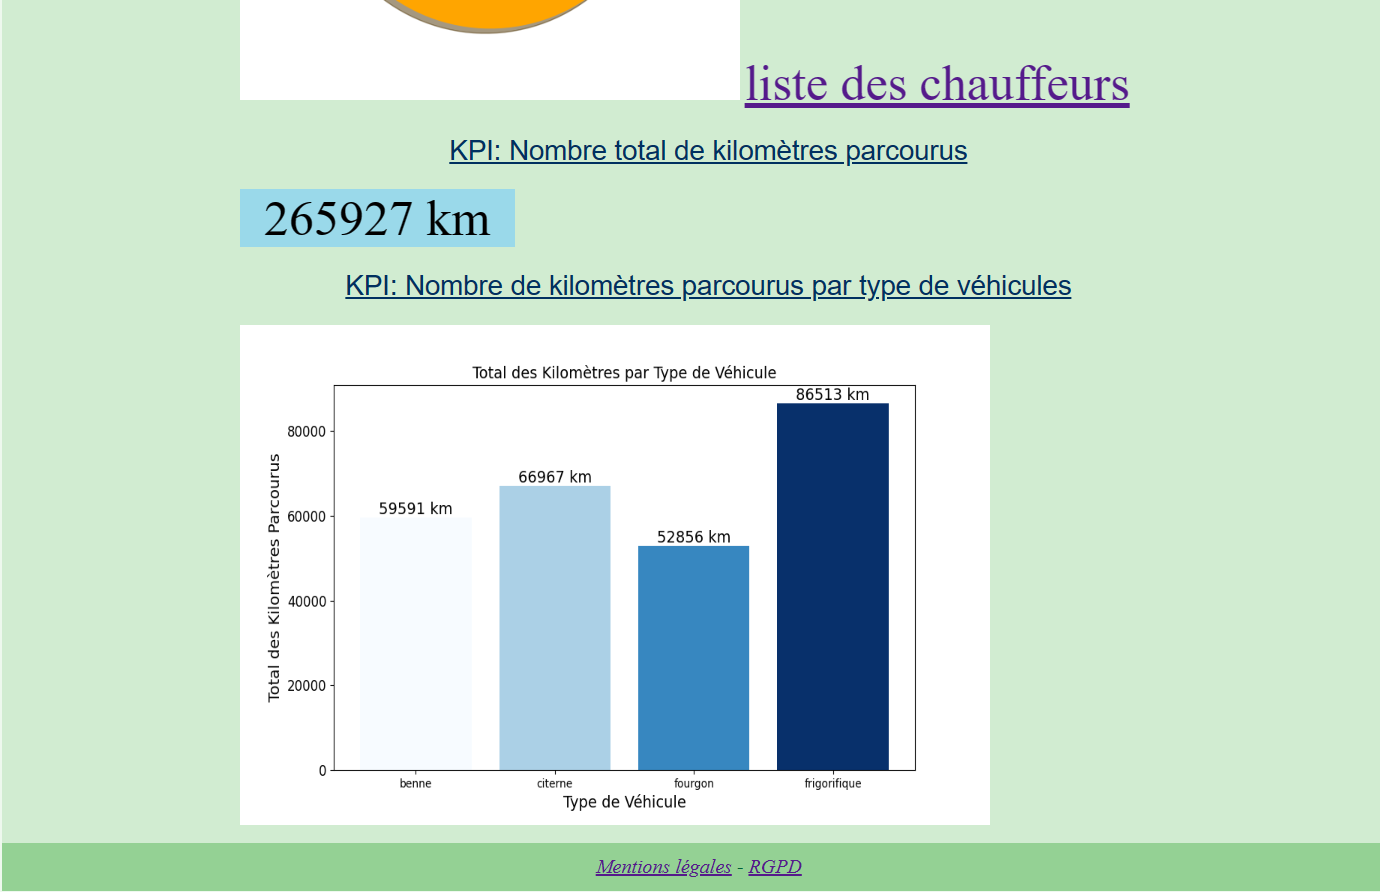 liste des chauffeurs
KPI: Nombre total de kilomètres parcourus
265927 km
KPI: Nombre de kilomètres parcourus par type de véhicules
Total des Kilomètres par Type de Véhicule
86513 km
80000
66967 km
59591 km
60000
52856 km
40000
20000
0
Total des Kilomètres Parcourus
benne citerne fourgon frigorifique
Type de Véhicule
Mentions légales - RGPD